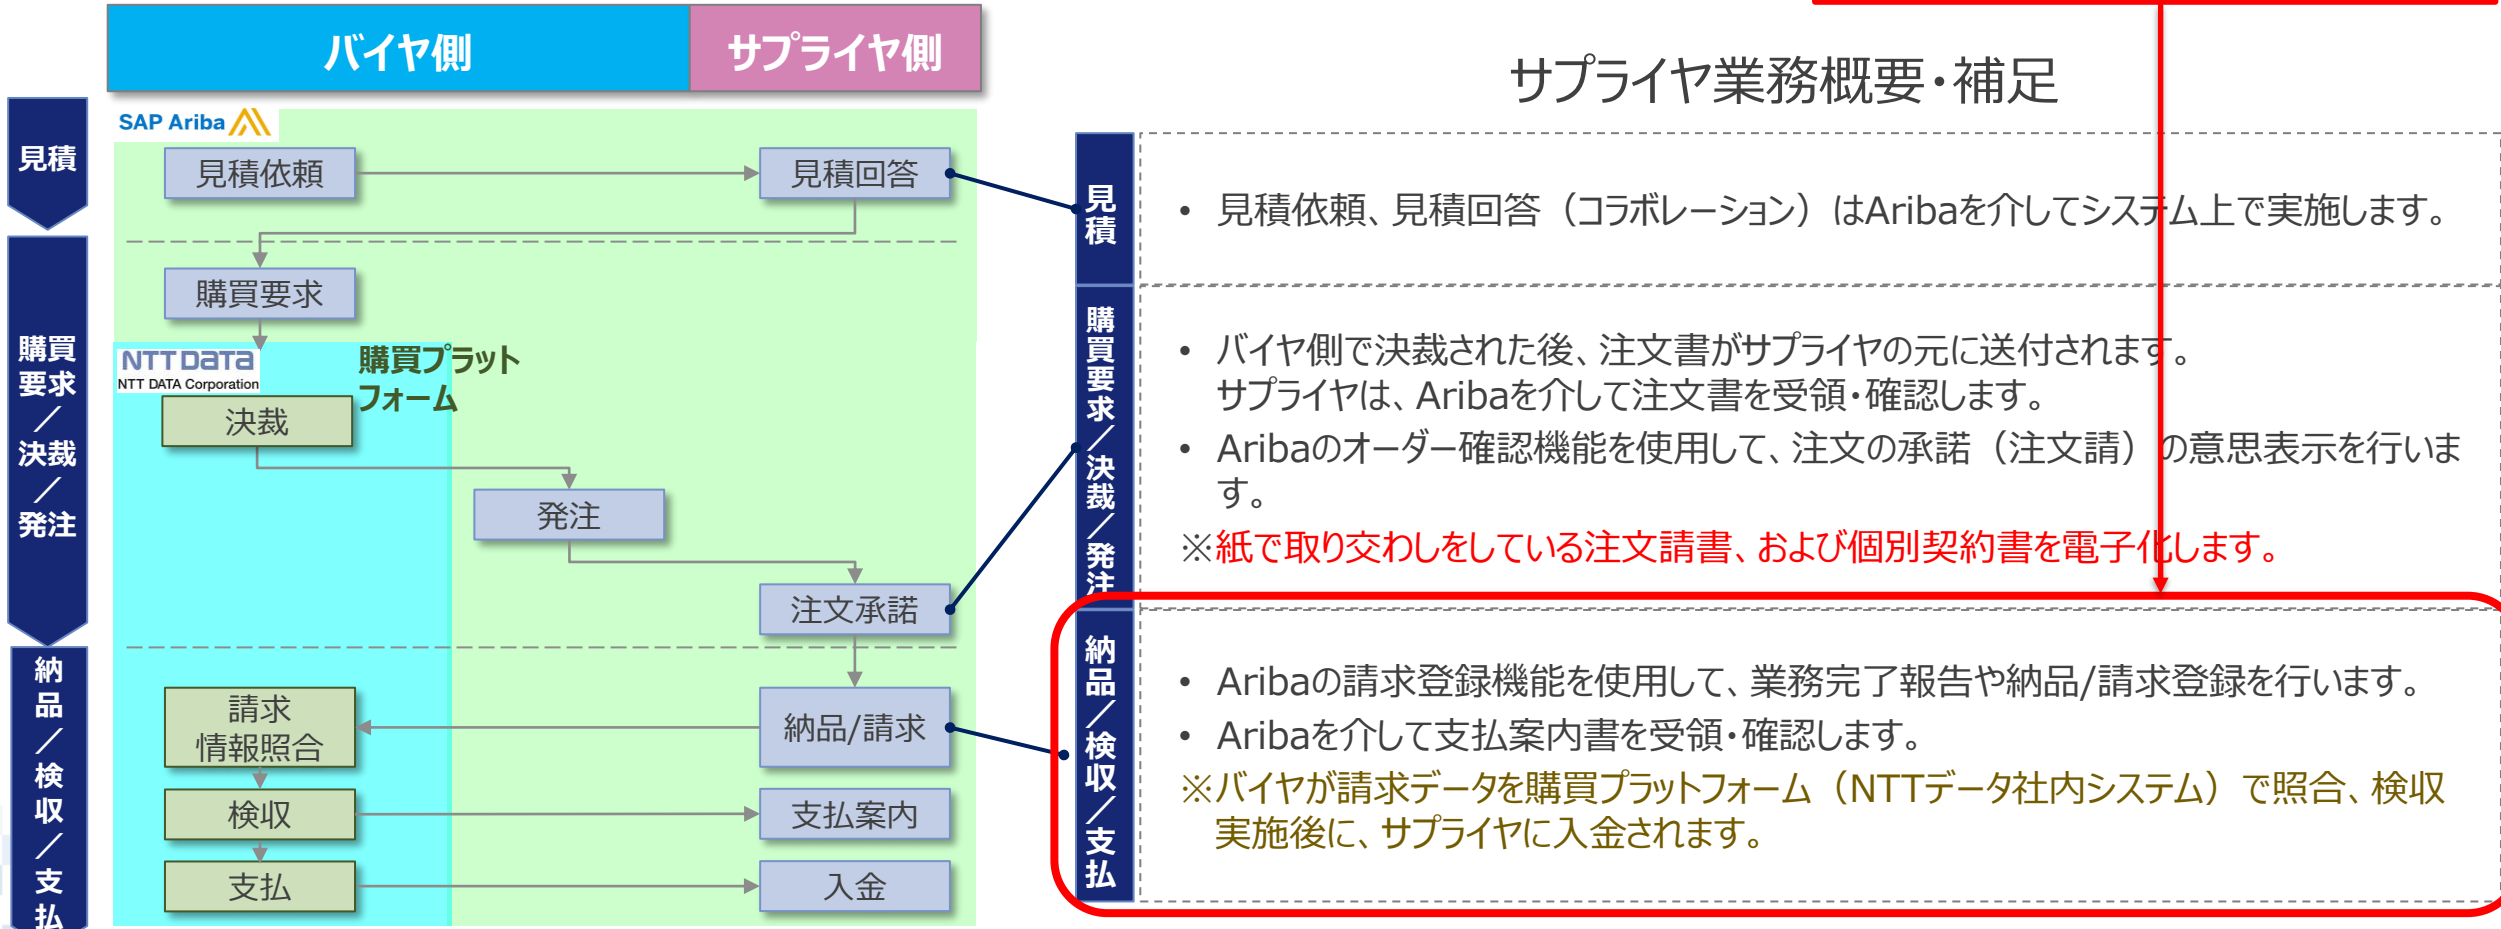 バイヤ側
サプライヤ側
サプライヤ業務概要・補足
SAP Ariba
見積
見積依頼
見積回答
購買要求
購買
要求
／
決裁
／
発注
NTT DATA
NTT DATA Corporation
購買プラット
フォーム
決裁
発注
注文承諾
納
品
／
検
収
／
支
払
請求
情報照合
納品/請求
検収
支払案内
支払
入金
見積
• 見積依頼、見積回答（コラボレーション）はAribaを介してシステム上で実施します。
購買要求／決裁／発注
• バイヤ側で決裁された後、注文書がサプライヤの元に送付されます。
サプライヤは、Aribaを介して注文書を受領・確認します。
• Aribaのオーダー確認機能を使用して、注文の承諾（注文請）の意思表示を行いま
す。
※紙で取り交わしをしている注文請書、および個別契約書を電子化します。
納品／検収／支払
• Aribaの請求登録機能を使用して、業務完了報告や納品/請求登録を行います。
• Aribaを介して支払案内書を受領・確認します。
※バイヤが請求データを購買プラットフォーム（NTTデータ社内システム）で照合、検収
実施後に、サプライヤに入金されます。